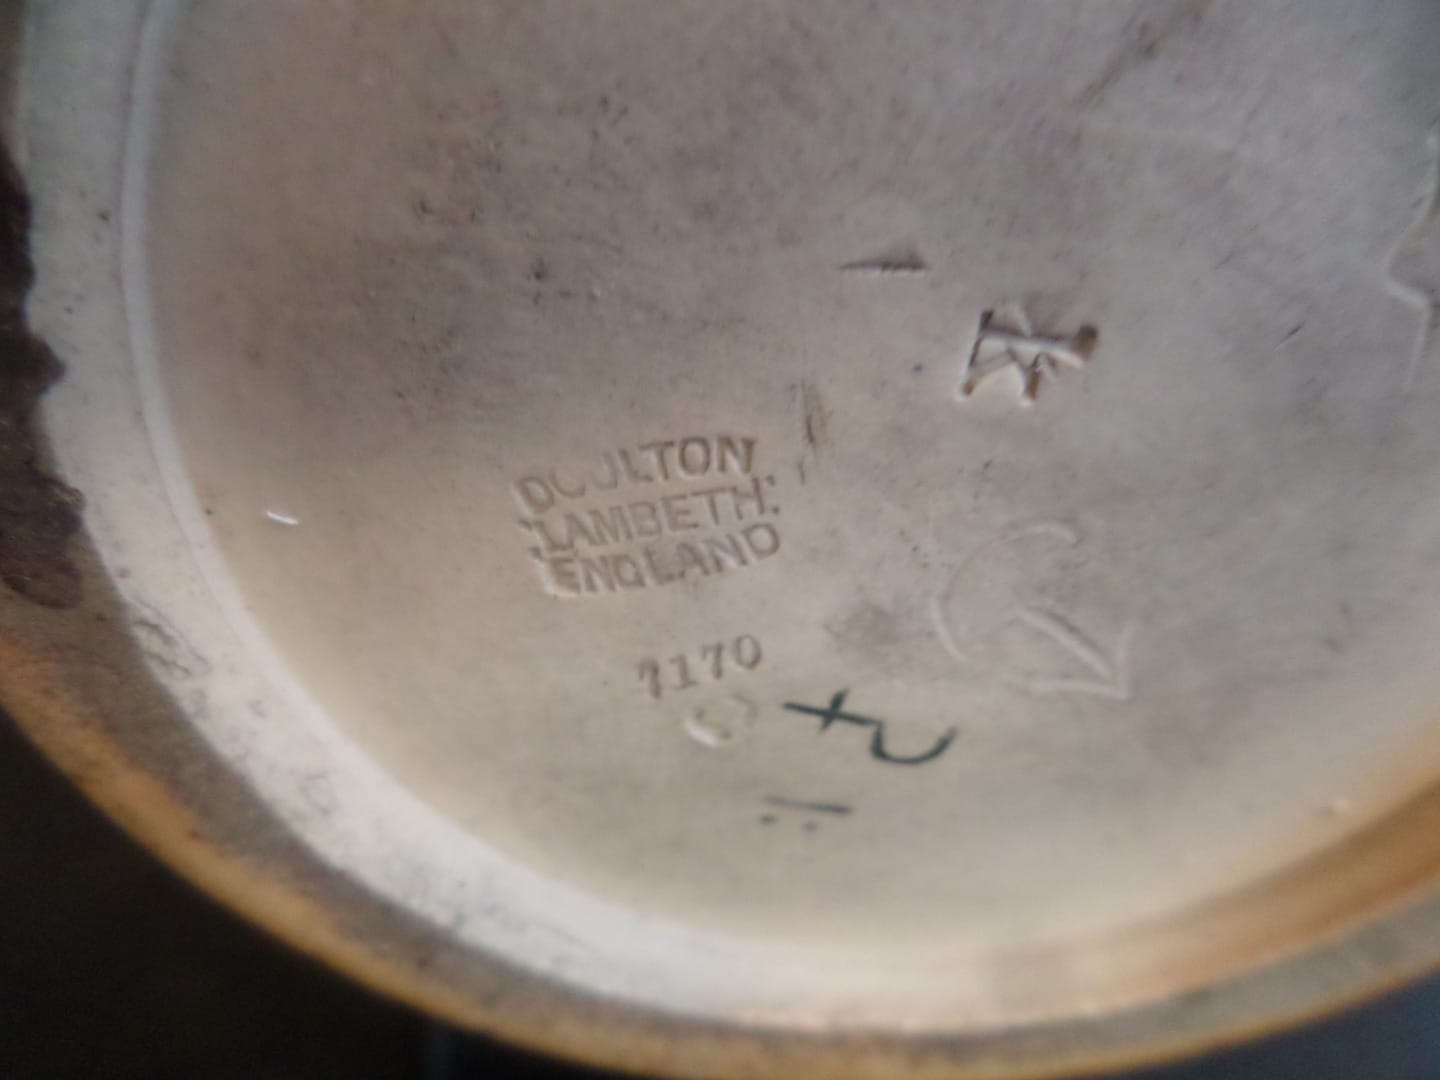 DOULTON
LAMBETH.
ENGLAND
7170